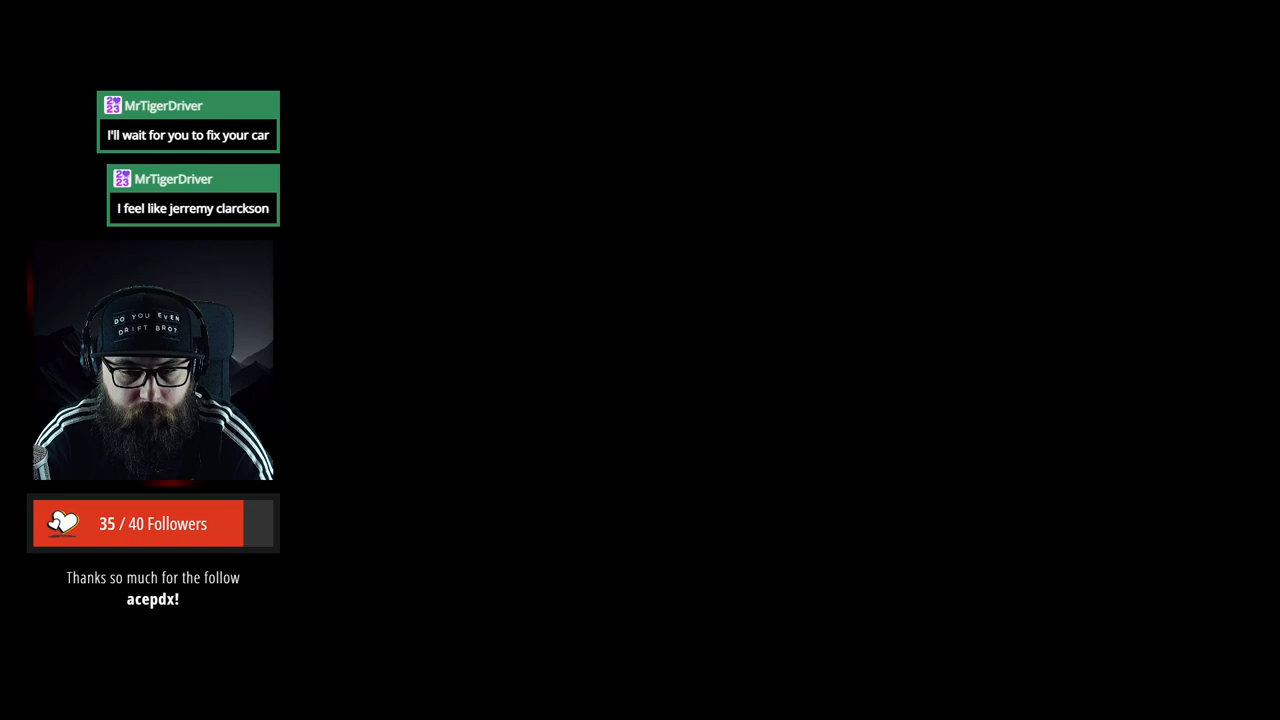 MrTigerDriver
I'll wait for you to fix your car
MrTigerDriver
I feel like jerremy clarckson
DO YOU EVEN
DRIFT BRO?
35 / 40 Followers
Thanks so much for the follow
acepdx!